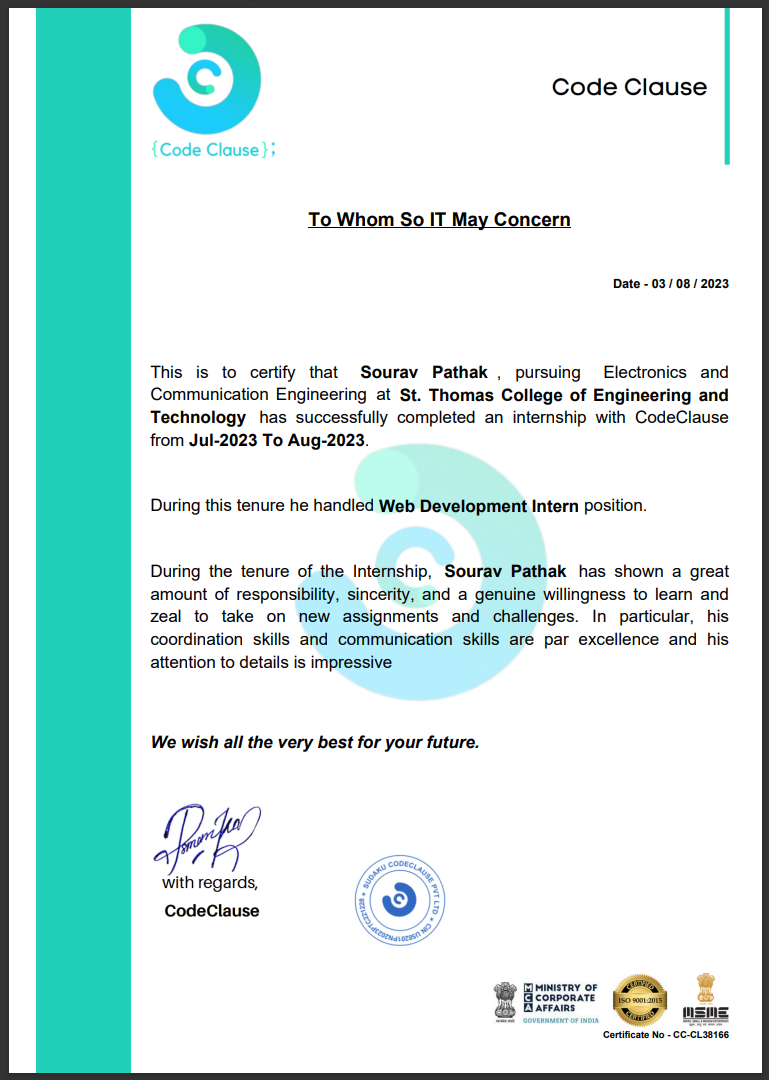 {Code Clause};
Code Clause
To Whom So IT May Concern
Date - 03 / 08 / 2023
This is to certify that Sourav Pathak , pursuing Electronics and
Communication Engineering at St. Thomas College of Engineering and
Technology has successfully completed an internship with CodeClause
from Jul-2023 To Aug-2023.
During this tenure he handled Web Development Intern position.
During the tenure of the Internship, Sourav Pathak has shown a great
amount of responsibility, sincerity, and a genuine willingness to learn and
zeal to take on new assignments and challenges. In particular, his
coordination skills and communication skills are par excellence and his
attention to details is impressive
We wish all the very best for your future.
with regards,
CodeClause
SUDAKU CODECLAUSE PVT LTD
MCA
MINISTRY OF
CORPORATE
AFFAIRS
GOVERNMENT OF INDIA
CERTIFIED
ISO 9001:2015
CERTIFIED
MSME
Certificate No - CC-CL38166